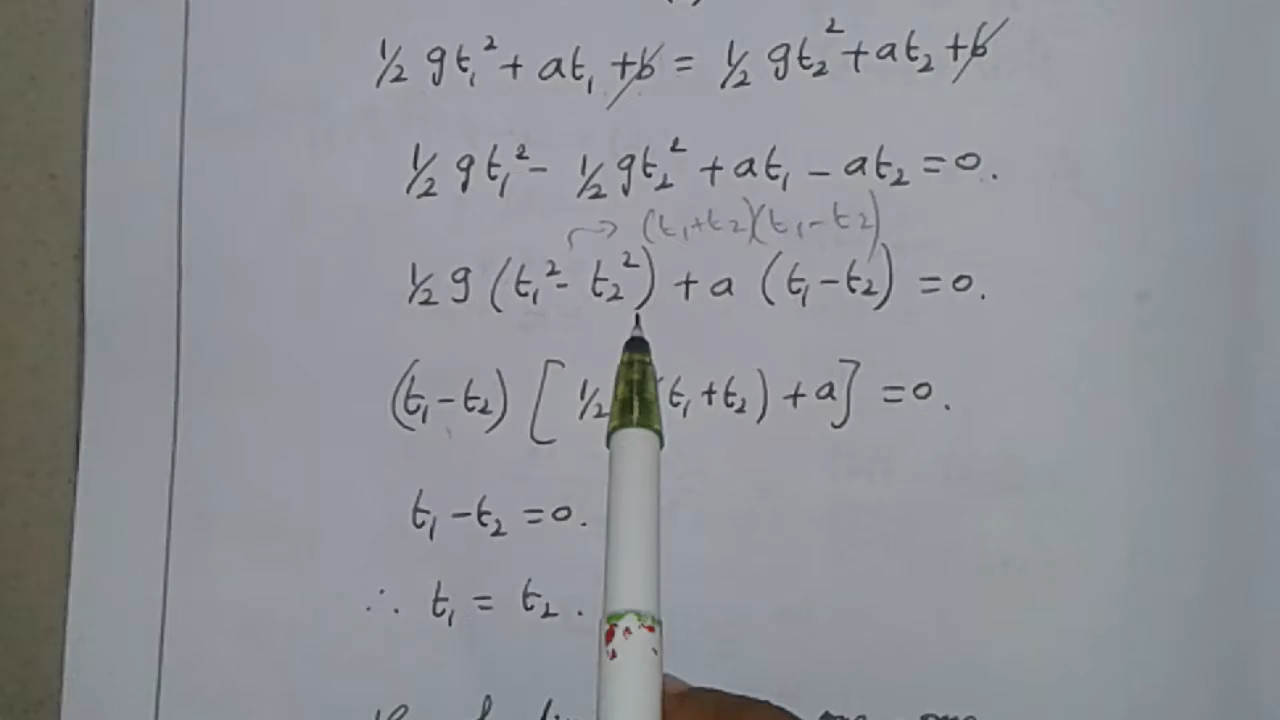 ½ gt₁² + at₁ + b = ½ gt₂² + at₂ + b
½ gt₁² - ½ gt₂² + at₁ - at₂ = 0.
(t₁+t₂)(t₁-t₂)
½ g (t₁² - t₂²) + a (t₁-t₂) = 0.
(t₁-t₂) [ ½ t₁+t₂) + a] = 0.
t₁ - t₂ = 0.
∴ t₁ = t₂.